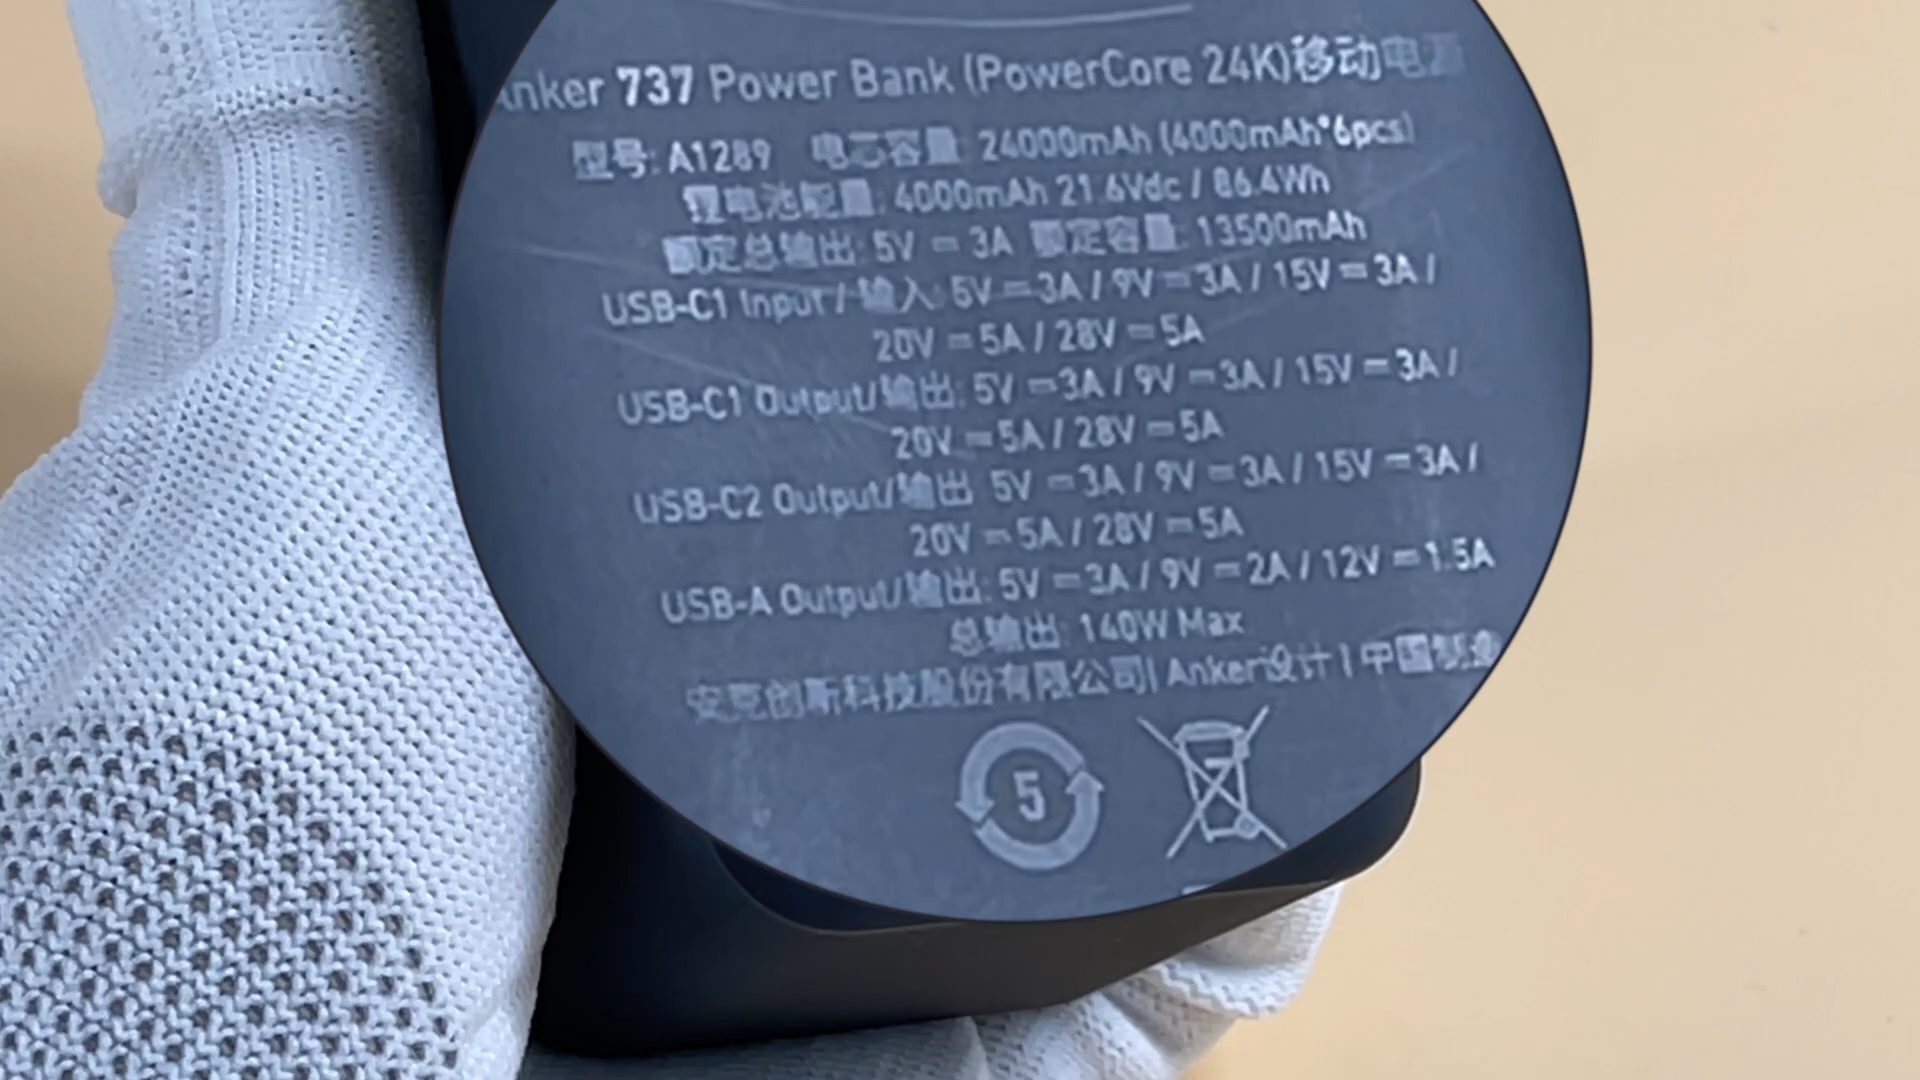 Anker 737 Power Bank (PowerCore 24K)移动电源
型号: A1289 电芯容量: 24000mAh (4000mAh*6pcs)
锂电池能量: 4000mAh 21.6Vdc / 86.4Wh
额定总输出: 5V ⎓ 3A 额定容量: 13500mAh
USB-C1 Input / 输入: 5V ⎓ 3A / 9V ⎓ 3A / 15V ⎓ 3A /
20V ⎓ 5A / 28V ⎓ 5A
USB-C1 Output/输出: 5V ⎓ 3A / 9V ⎓ 3A / 15V ⎓ 3A /
20V ⎓ 5A / 28V ⎓ 5A
USB-C2 Output/输出: 5V ⎓ 3A / 9V ⎓ 3A / 15V ⎓ 3A /
20V ⎓ 5A / 28V ⎓ 5A
USB-A Output/输出: 5V ⎓ 3A / 9V ⎓ 2A / 12V ⎓ 1.5A
总输出: 140W Max
安克创新科技股份有限公司| Anker设计 | 中国制造
5